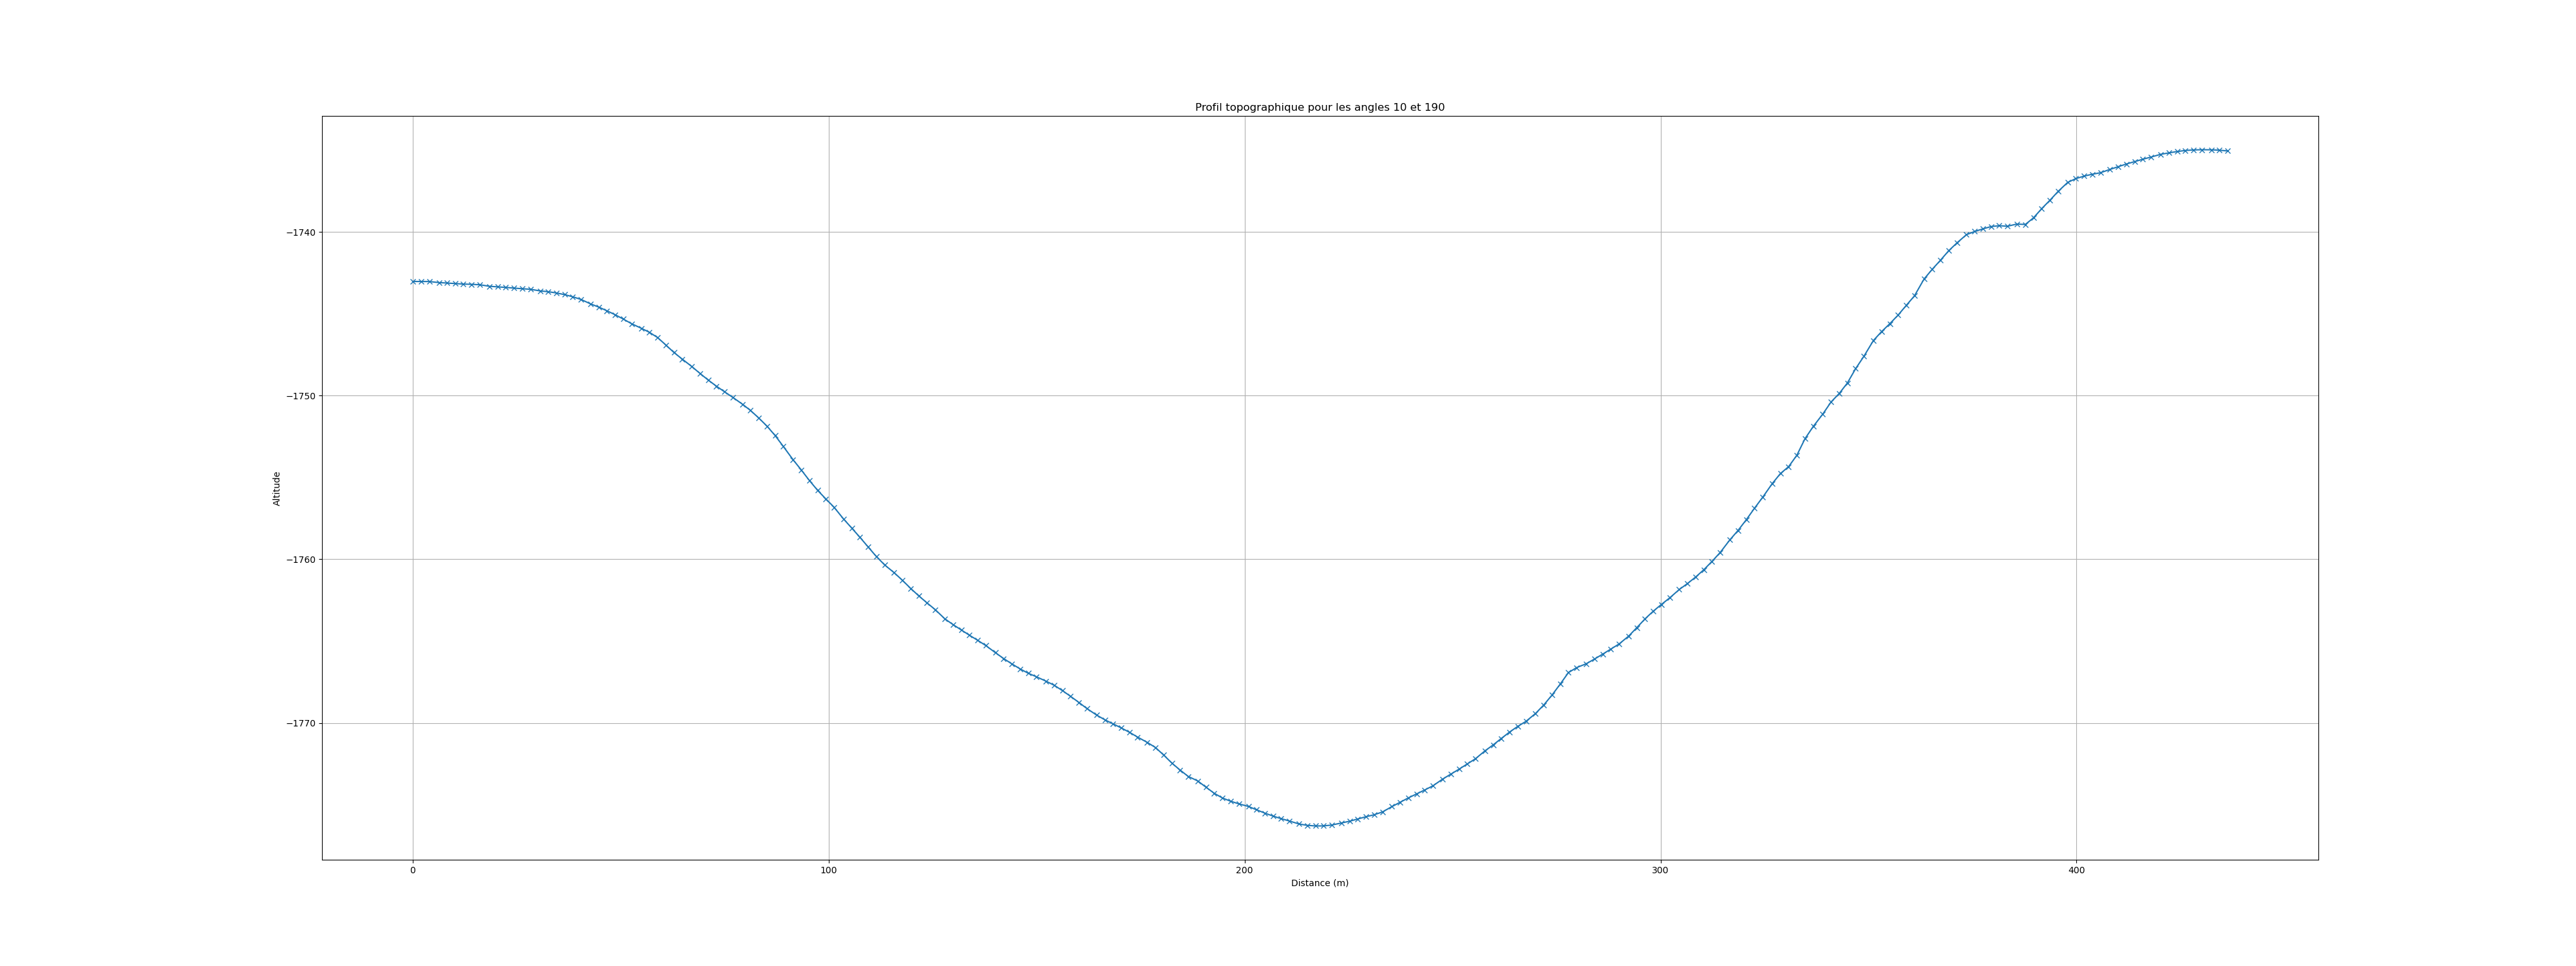 Profil topographique pour les angles 10 et 190
−1740
−1750
−1760
−1770
Altitude
0 100 200 300 400
Distance (m)